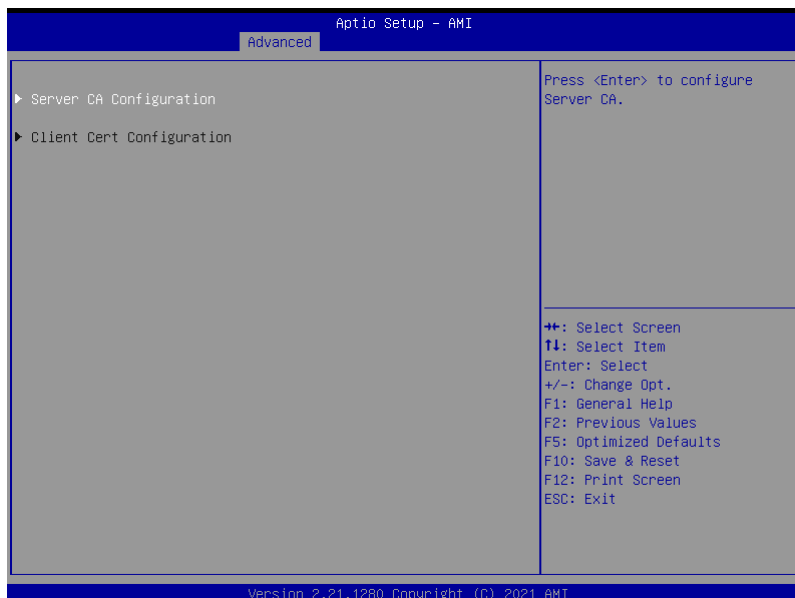 Aptio Setup – AMI
Advanced
Server CA Configuration
Client Cert Configuration
Press <Enter> to configure
Server CA.
→←: Select Screen
↑↓: Select Item
Enter: Select
+/-: Change Opt.
F1: General Help
F2: Previous Values
F5: Optimized Defaults
F10: Save & Reset
F12: Print Screen
ESC: Exit
Version 2.21.1280 Copyright (C) 2021 AMI